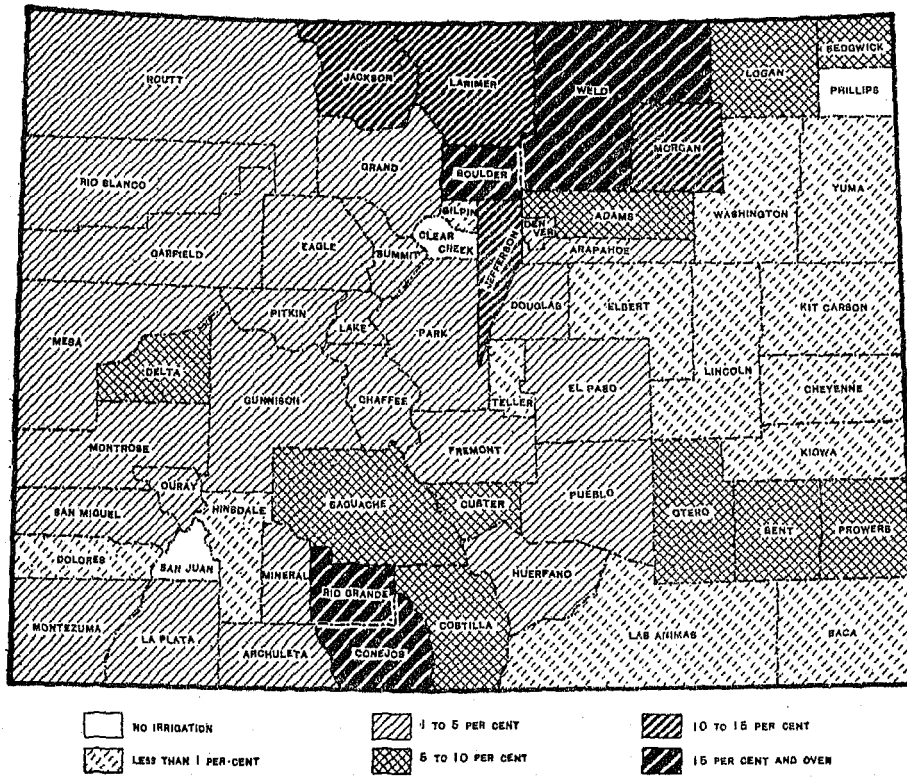 ROUTT
JACKSON
LARIMER
WELD
LOGAN
SEDGWICK
PHILLIPS
MORGAN
RIO BLANCO
GRAND
BOULDER
YUMA
WASHINGTON
GILPIN
ADAMS
DENVER
CLEAR CREEK
JEFFERSON
ARAPAHOE
GARFIELD
EAGLE
SUMMIT
DOUGLAS
ELBERT
KIT CARSON
PITKIN
LAKE
PARK
MESA
DELTA
LINCOLN
GUNNISON
CHAFFEE
TELLER
EL PASO
CHEYENNE
MONTROSE
FREMONT
KIOWA
OURAY
HINSDALE
SAGUACHE
CUSTER
PUEBLO
OTERO
BENT
PROWERS
SAN MIGUEL
DOLORES
SAN JUAN
MINERAL
RIO GRANDE
HUERFANO
MONTEZUMA
LA PLATA
ARCHULETA
CONEJOS
COSTILLA
LAS ANIMAS
BACA
NO IRRIGATION
1 TO 5 PER CENT
10 TO 15 PER CENT
LESS THAN 1 PER-CENT
5 TO 10 PER CENT
15 PER CENT AND OVER